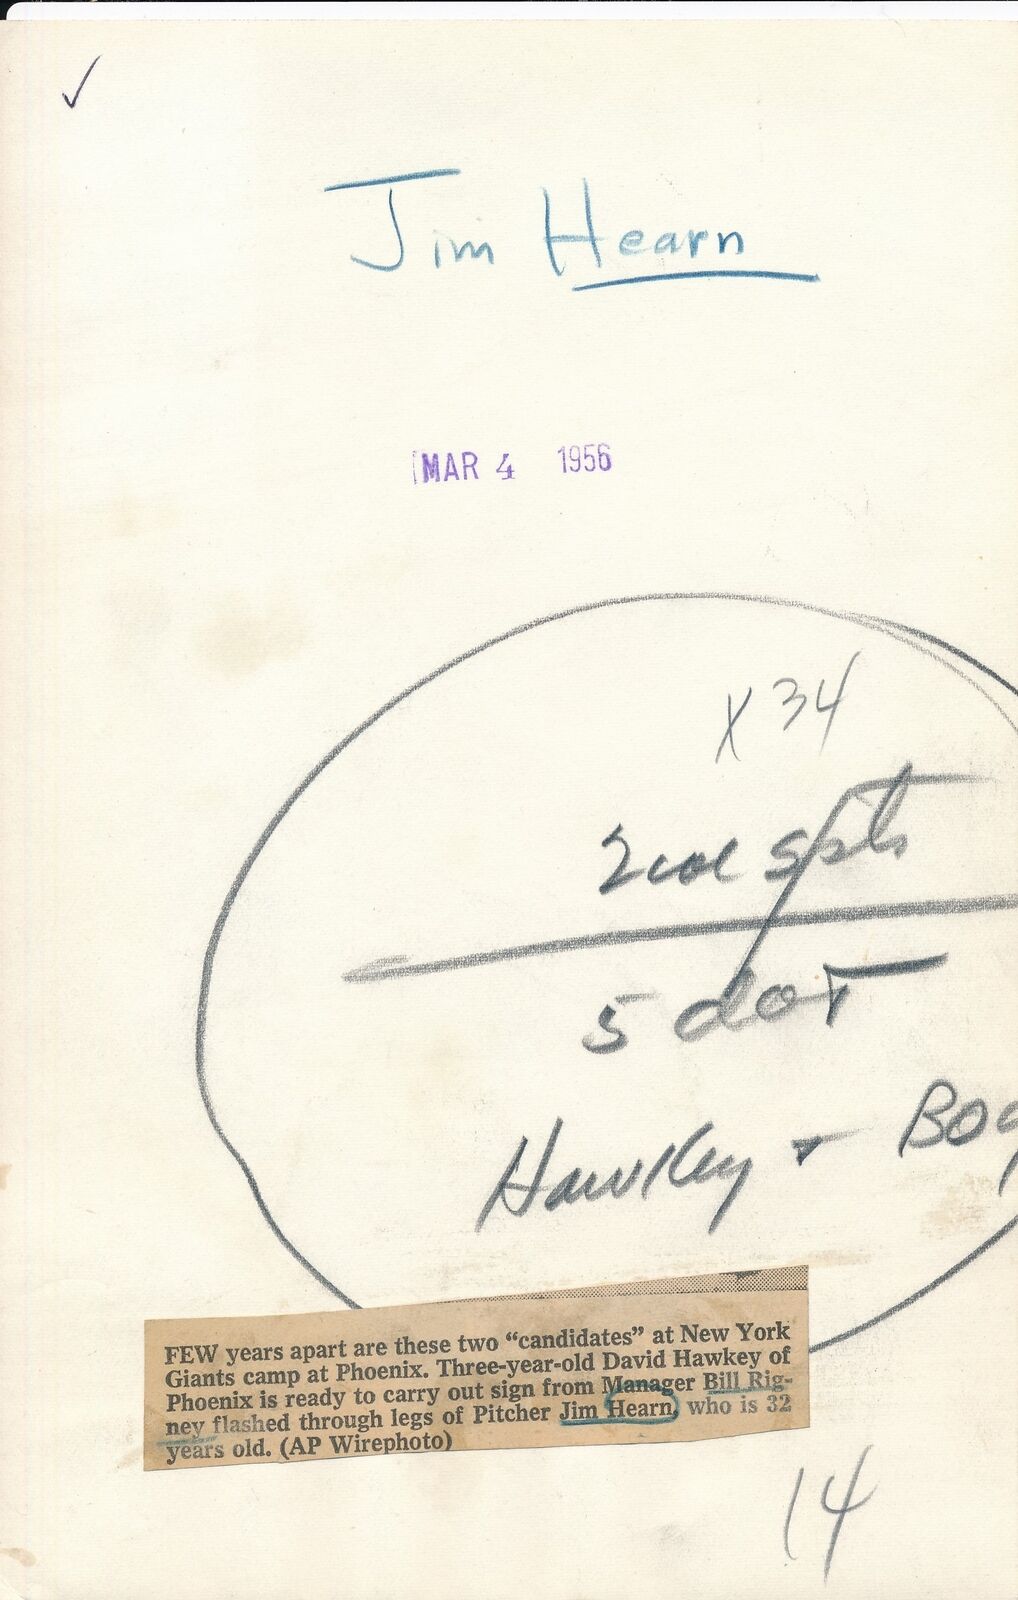 Jim Hearn
MAR 4 1956
X 34
2 col spts
5 dot
Hawkey +
FEW years apart are these two “candidates” at New York
Giants camp at Phoenix. Three-year-old David Hawkey of
Phoenix is ready to carry out sign from Manager Bill Rig-
ney flashed through legs of Pitcher Jim Hearn, who is 32
years old. (AP Wirephoto)
14